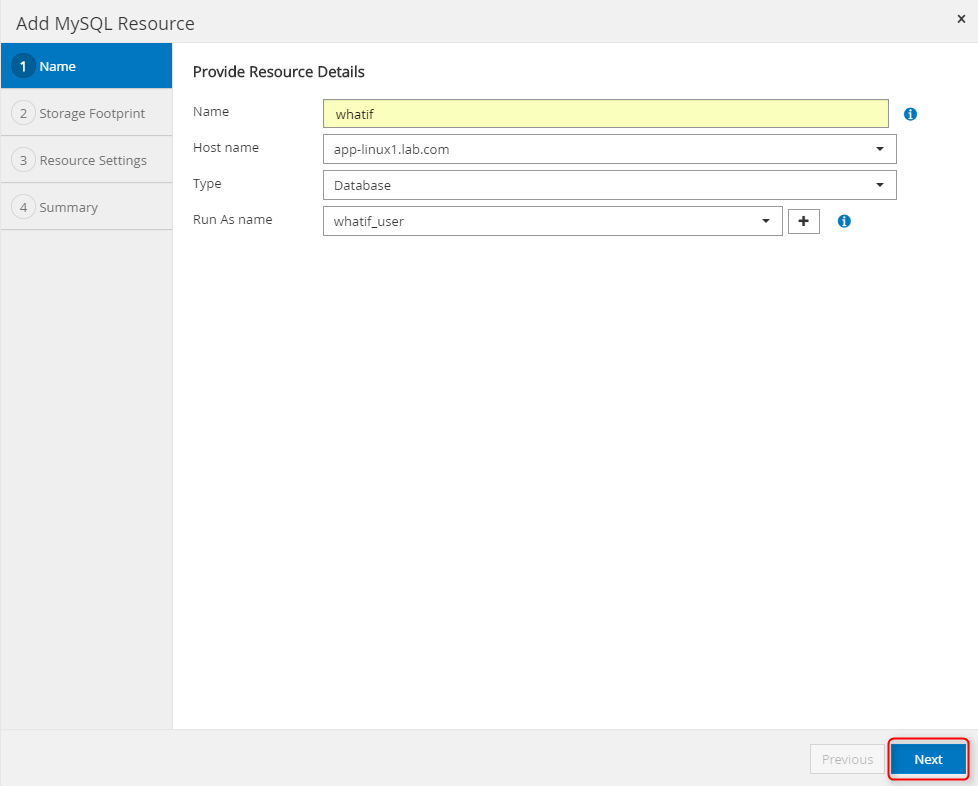 Add MySQL Resource
×
1 Name
2 Storage Footprint
3 Resource Settings
4 Summary
Provide Resource Details
Name whatif
Host name app-linux1.lab.com
Type Database
Run As name whatif_user
Previous Next